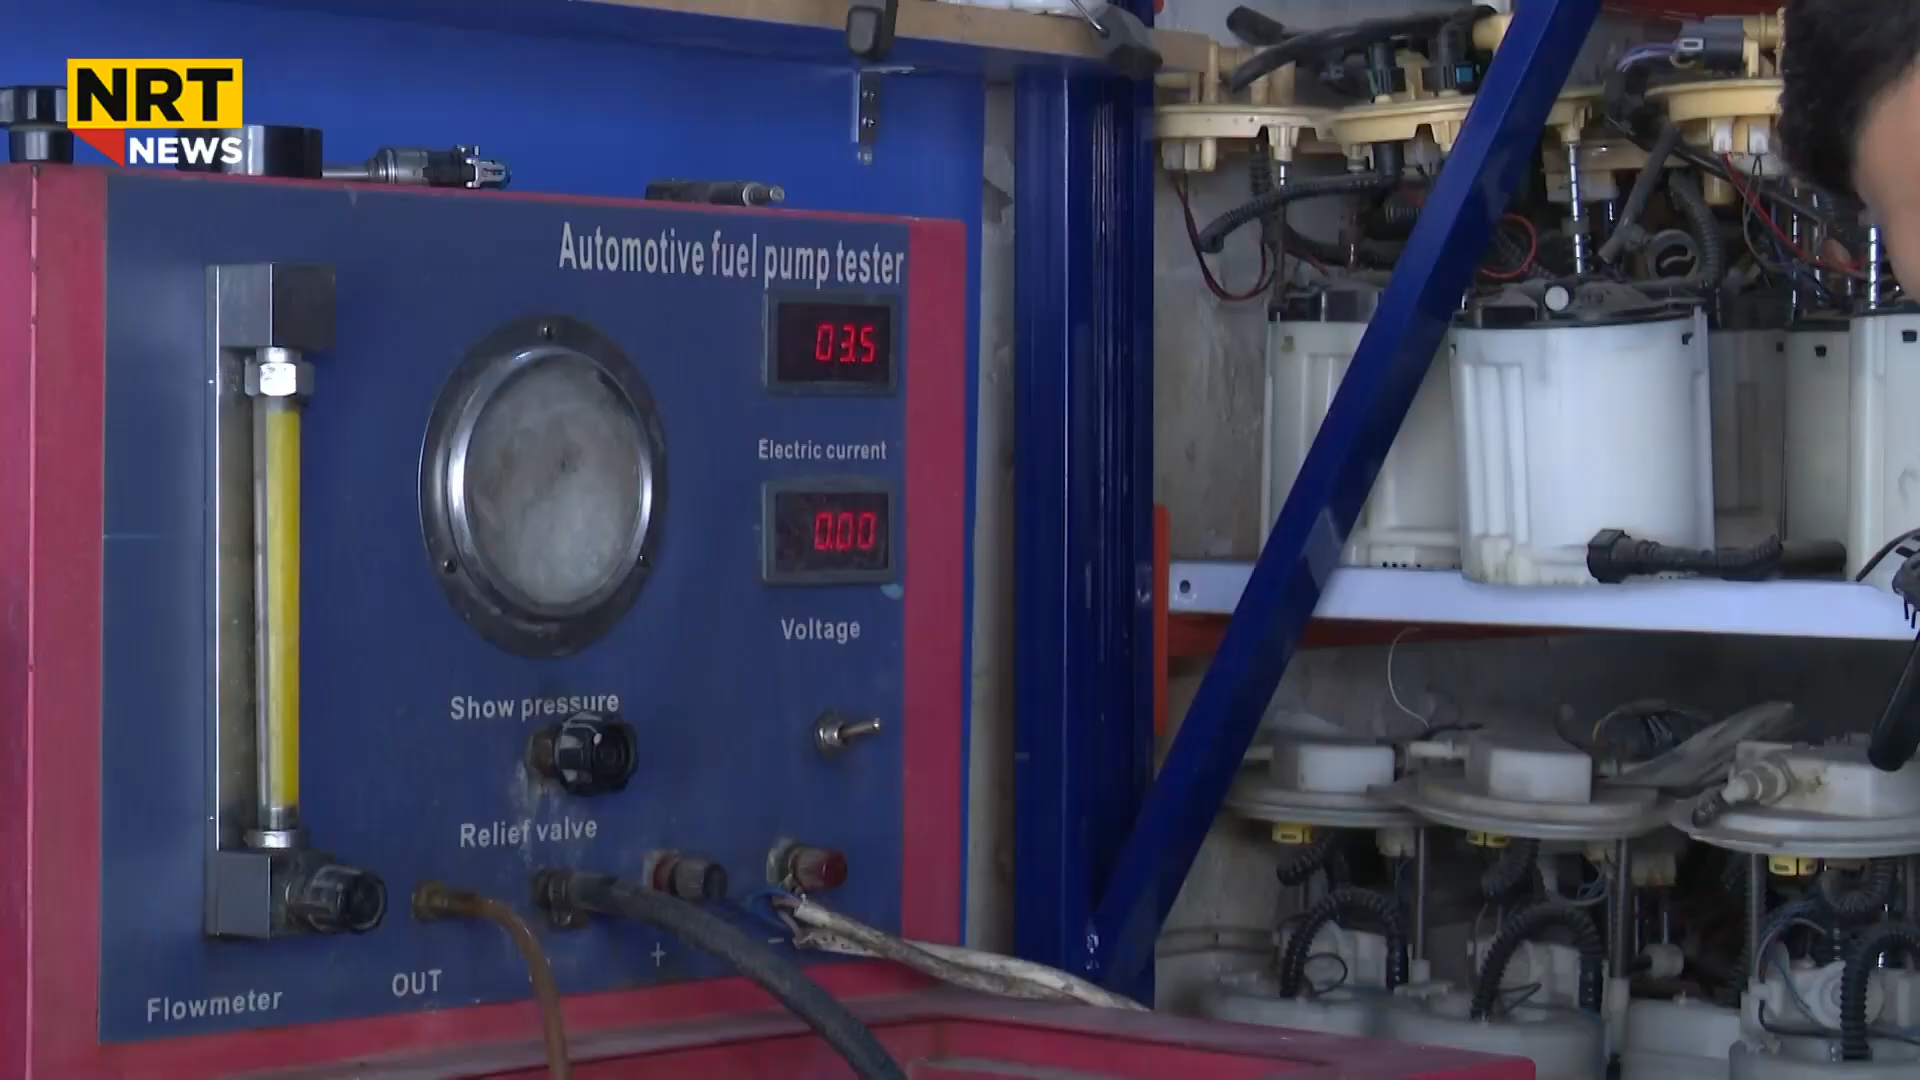 NRT
NEWS
Automotive fuel pump tester
03.5
Electric current
0.00
Voltage
Show pressure
Relief valve
+
-
OUT
Flowmeter